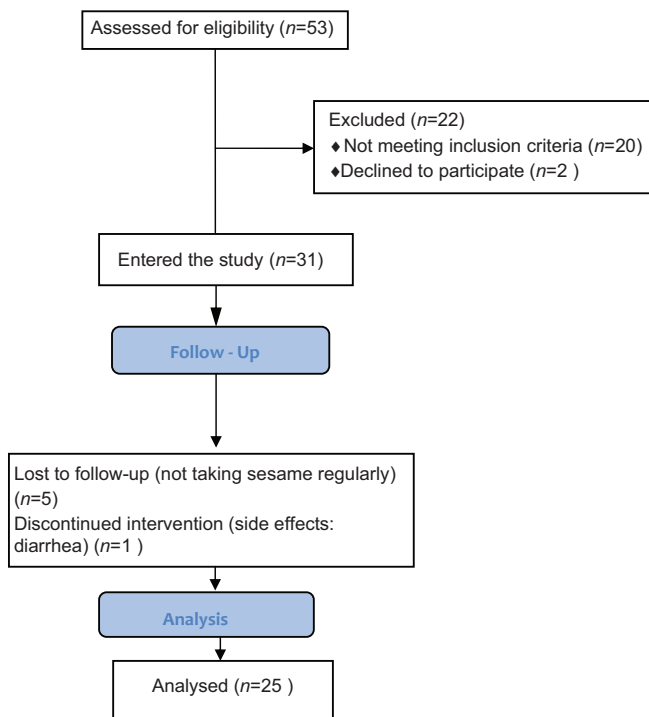 Assessed for eligibility (n=53)
Excluded (n=22)
♦Not meeting inclusion criteria (n=20)
♦Declined to participate (n=2 )
Entered the study (n=31)
Follow - Up
Lost to follow-up (not taking sesame regularly)
(n=5)
Discontinued intervention (side effects:
diarrhea) (n=1 )
Analysis
Analysed (n=25 )